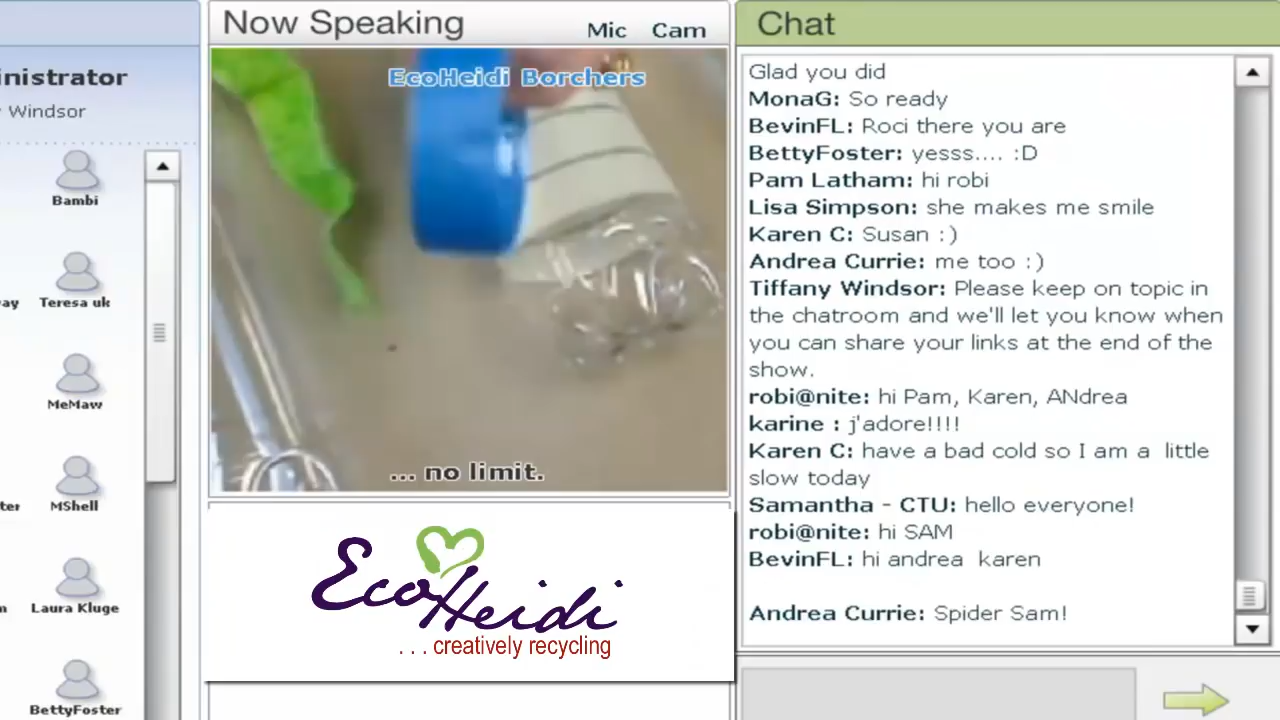 inistrator
Windsor
Bambi
ay Teresa uk
MeMaw
ter MShell
m Laura Kluge
BettyFoster
Now Speaking Mic Cam
EcoHeidi Borchers
... no limit.
EcoHeidi
. . . creatively recycling
Chat
Glad you did
MonaG: So ready
BevinFL: Roci there you are
BettyFoster: yesss.... :D
Pam Latham: hi robi
Lisa Simpson: she makes me smile
Karen C: Susan :)
Andrea Currie: me too :)
Tiffany Windsor: Please keep on topic in
the chatroom and we'll let you know when
you can share your links at the end of the
show.
robi@nite: hi Pam, Karen, ANdrea
karine : j'adore!!!!
Karen C: have a bad cold so I am a little
slow today
Samantha - CTU: hello everyone!
robi@nite: hi SAM
BevinFL: hi andrea karen
Andrea Currie: Spider Sam!